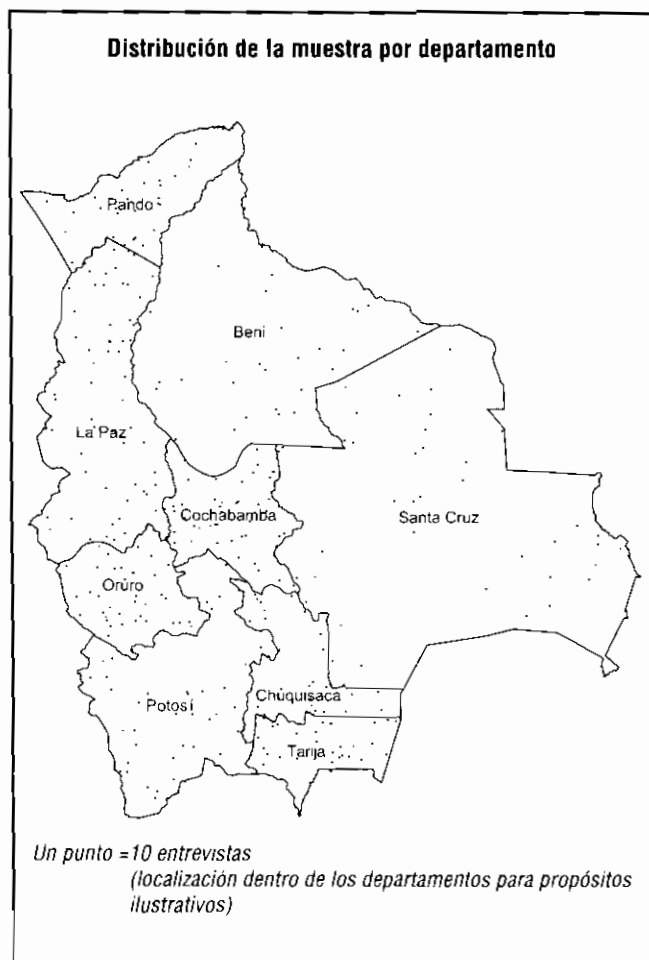 Distribución de la muestra por departamento
Pando
Beni
La Paz
Cochabamba
Santa Cruz
Oruro
Potosí
Chuquisaca
Tarija
Un punto =10 entrevistas
(localización dentro de los departamentos para propósitos
ilustrativos)